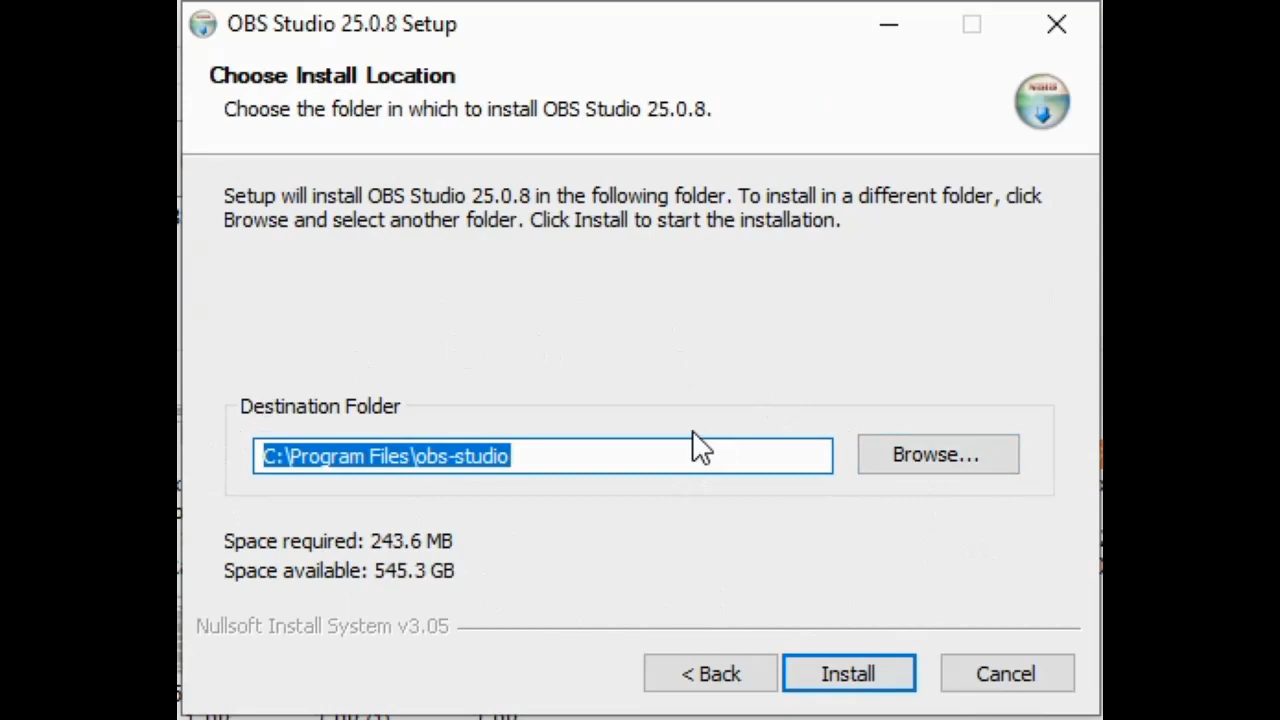 OBS Studio 25.0.8 Setup
Choose Install Location
Choose the folder in which to install OBS Studio 25.0.8.
Setup will install OBS Studio 25.0.8 in the following folder. To install in a different folder, click
Browse and select another folder. Click Install to start the installation.
Destination Folder
C:\Program Files\obs-studio
Browse...
Space required: 243.6 MB
Space available: 545.3 GB
Nullsoft Install System v3.05
< Back
Install
Cancel